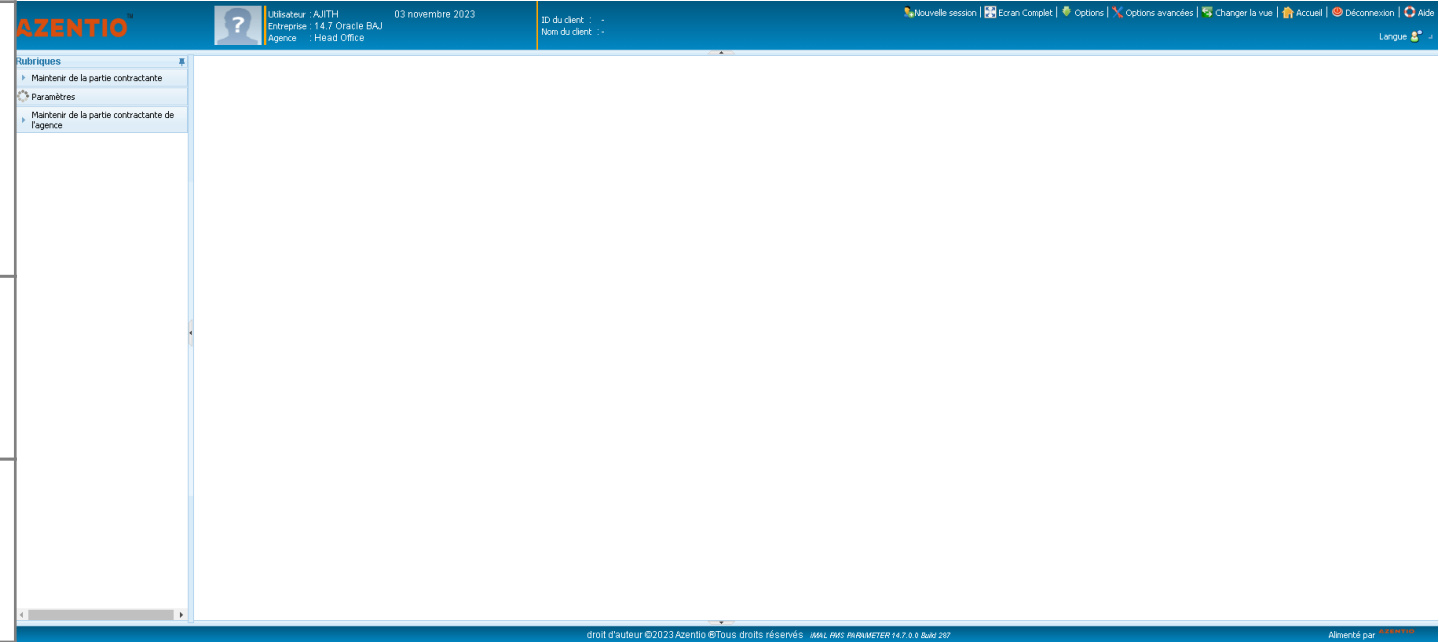 AZENTIO™
Utilisateur : AJITH 03 novembre 2023
Entreprise : 14.7 Oracle BAJ
Agence : Head Office
ID du client : -
Nom du client : -
Nouvelle session | Ecran Complet | Options | Options avancées | Changer la vue | Accueil | Déconnexion | Aide
Langue
Rubriques
Maintenir de la partie contractante
Paramètres
Maintenir de la partie contractante de
l'agence
droit d'auteur ©2023 Azentio ®Tous droits réservés iMAL RMS PARAMETER 14.7.0.0 Build 267
Alimenté par AZENTIO